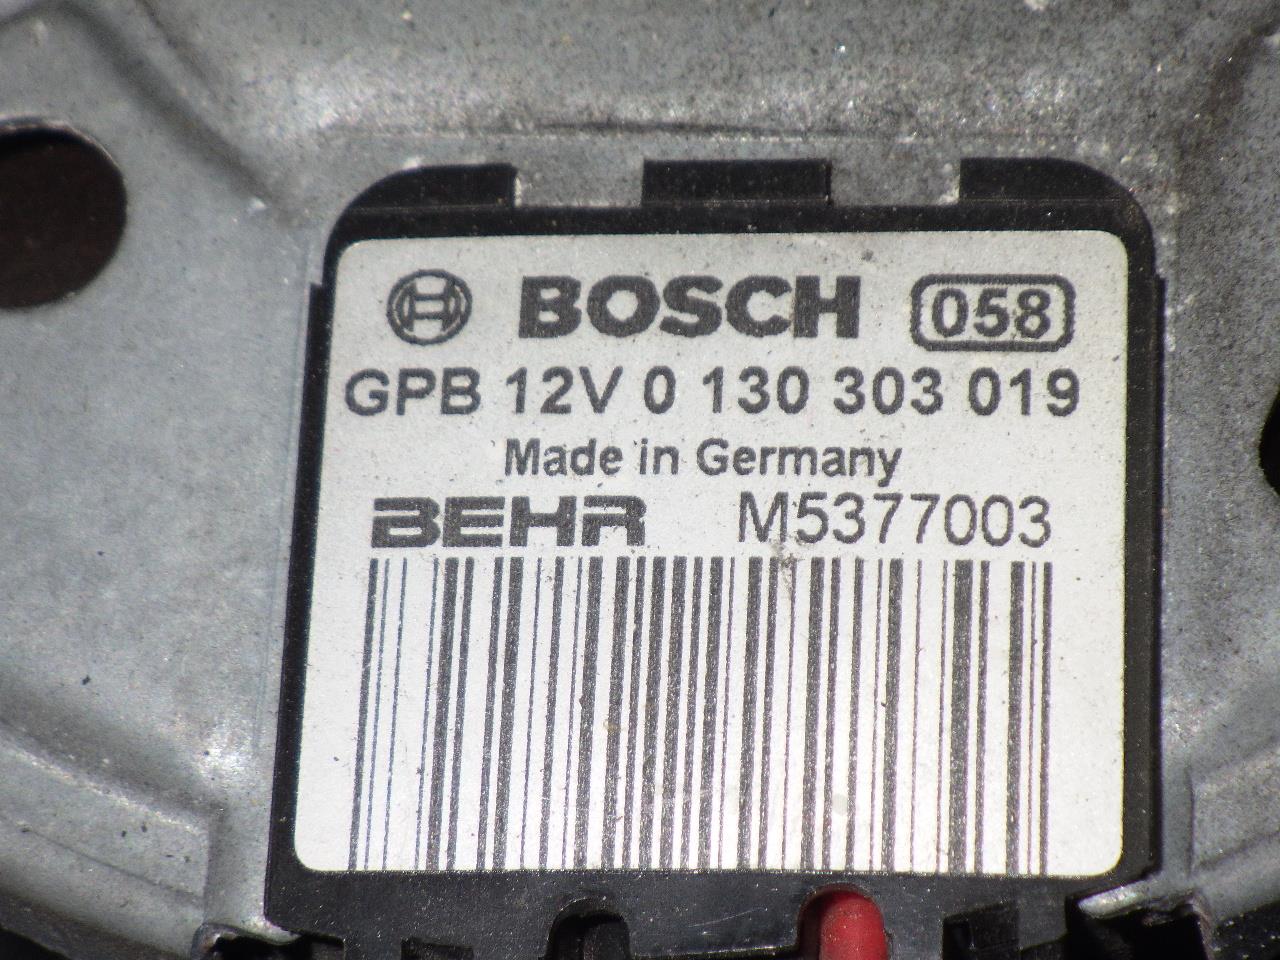 BOSCH 058
GPB 12V 0 130 303 019
Made in Germany
BEHR M5377003